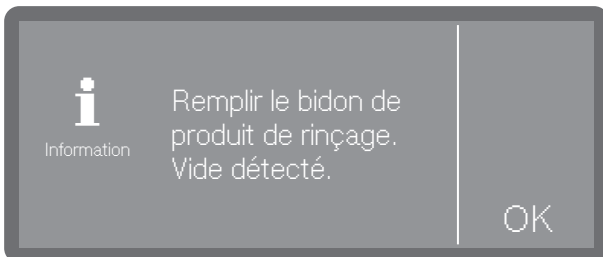 i
Information
Remplir le bidon de
produit de rinçage.
Vide détecté.
OK